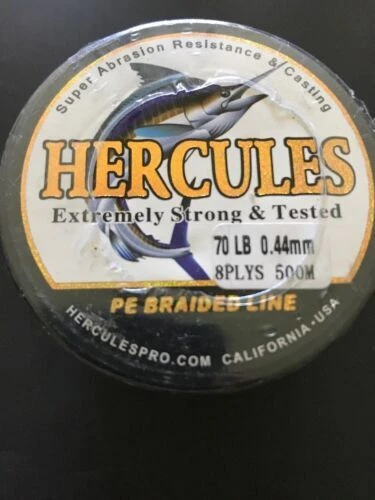 Super Abrasion Resistance & Casting
HERCULES
Extremely Strong & Tested
70 LB 0.44mm
8PLYS 500M
PE BRAIDED LINE
HERCULESPRO.COM CALIFORNIA • USA